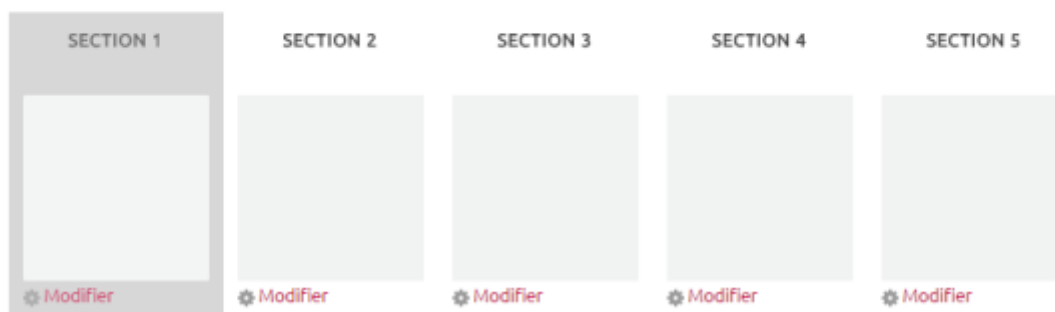 SECTION 1 SECTION 2 SECTION 3 SECTION 4 SECTION 5
Modifier Modifier Modifier Modifier Modifier